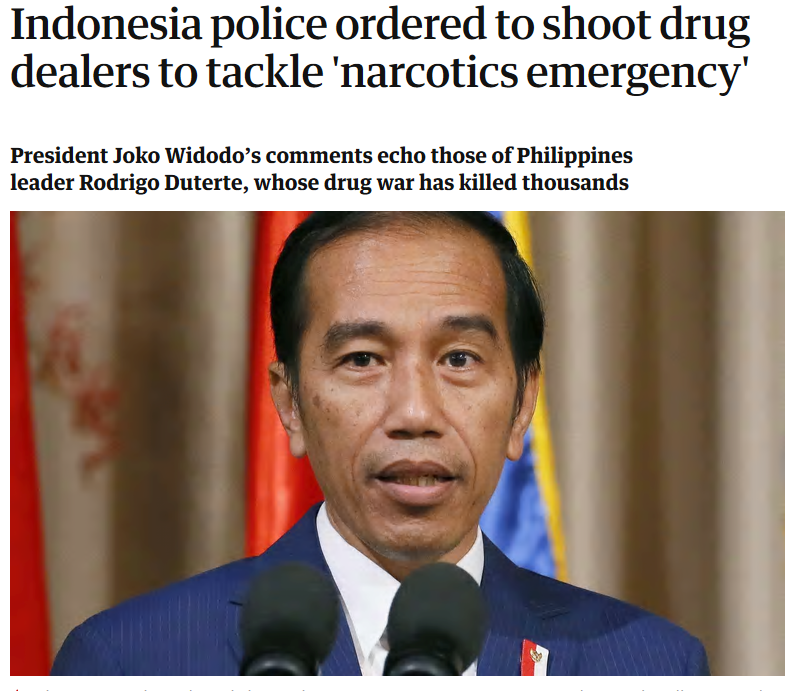 Indonesia police ordered to shoot drug
dealers to tackle 'narcotics emergency'
President Joko Widodo’s comments echo those of Philippines
leader Rodrigo Duterte, whose drug war has killed thousands